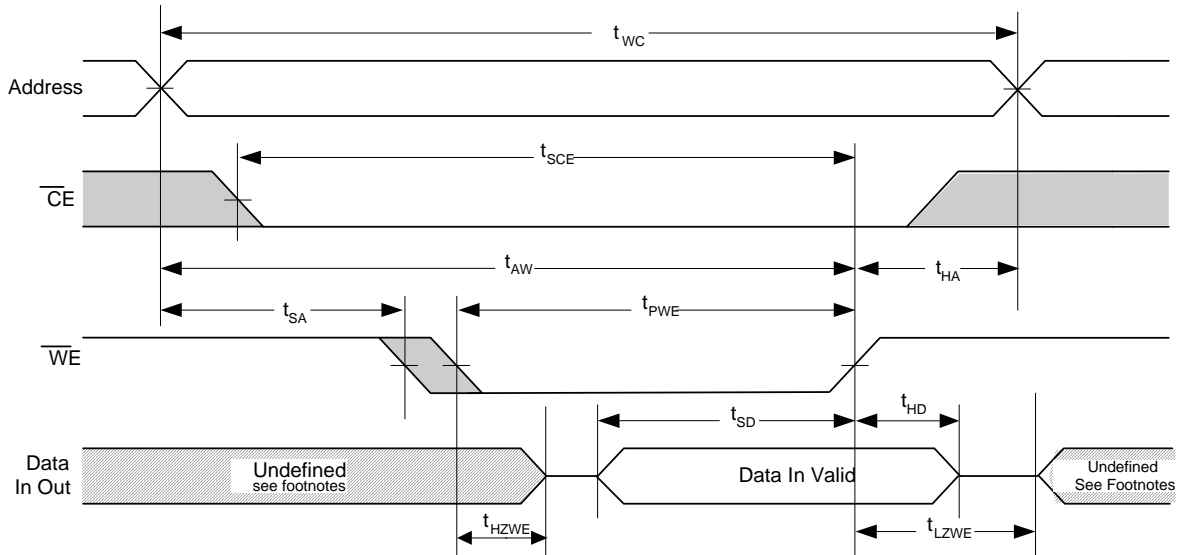 tWC
Address
tSCE
CE
tAW
tHA
tSA
tPWE
WE
tSD
tHD
Data
In Out
Undefined
see footnotes
Data In Valid
Undefined
See Footnotes
tHZWE
tLZWE